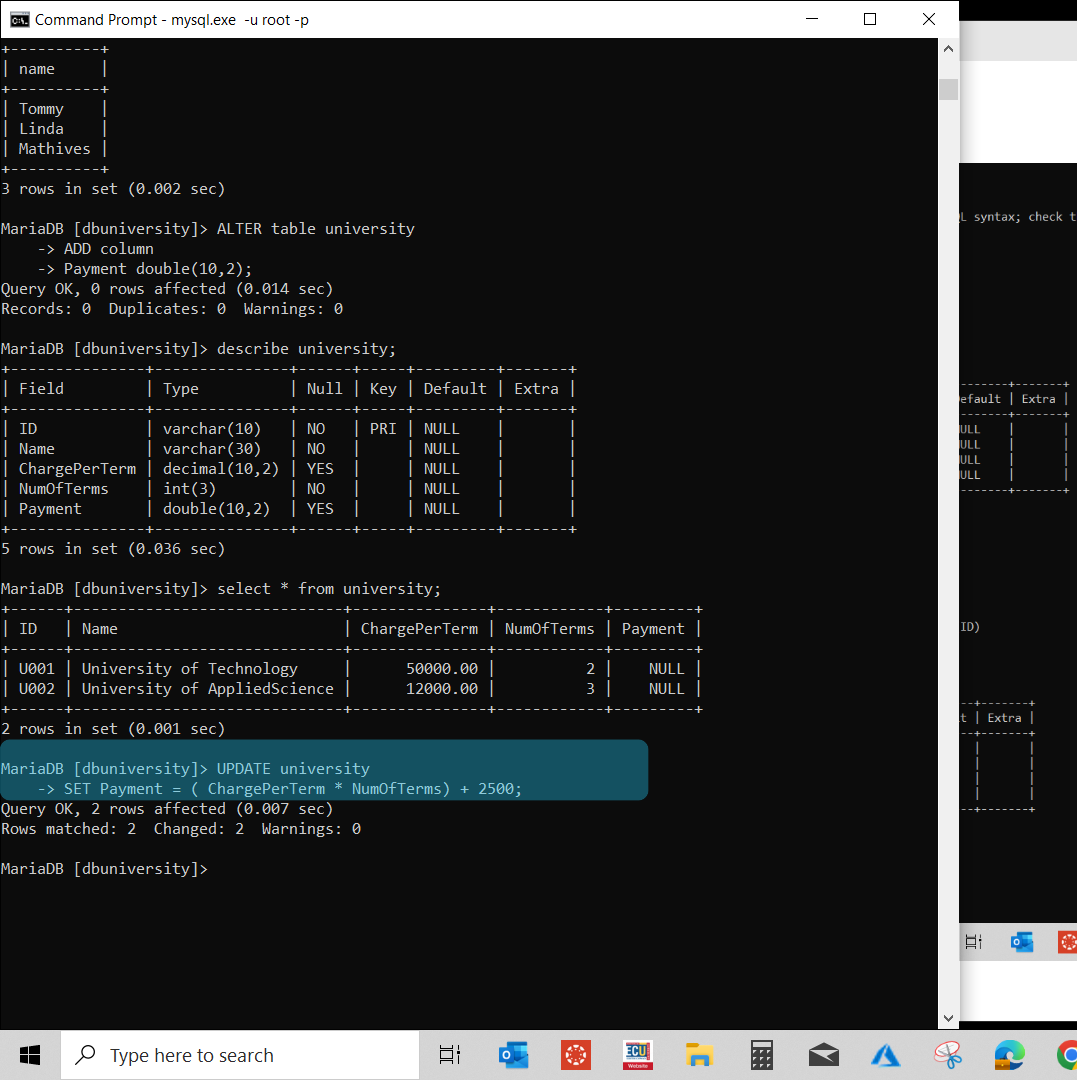 Command Prompt - mysql.exe  -u root -p
+----------+
| name     |
+----------+
| Tommy    |
| Linda    |
| Mathives |
+----------+
3 rows in set (0.002 sec)
MariaDB [dbuniversity]> ALTER table university
    -> ADD column
    -> Payment double(10,2);
Query OK, 0 rows affected (0.014 sec)
Records: 0  Duplicates: 0  Warnings: 0
MariaDB [dbuniversity]> describe university;
+---------------+---------------+------+-----+---------+-------+
| Field         | Type          | Null | Key | Default | Extra |
+---------------+---------------+------+-----+---------+-------+
| ID            | varchar(10)   | NO   | PRI | NULL    |       |
| Name          | varchar(30)   | NO   |     | NULL    |       |
| ChargePerTerm | decimal(10,2) | YES  |     | NULL    |       |
| NumOfTerms    | int(3)        | NO   |     | NULL    |       |
| Payment       | double(10,2)  | YES  |     | NULL    |       |
+---------------+---------------+------+-----+---------+-------+
5 rows in set (0.036 sec)
MariaDB [dbuniversity]> select * from university;
+------+------------------------------+---------------+------------+---------+
| ID   | Name                         | ChargePerTerm | NumOfTerms | Payment |
+------+------------------------------+---------------+------------+---------+
| U001 | University of Technology     |      50000.00 |          2 |    NULL |
| U002 | University of AppliedScience |      12000.00 |          3 |    NULL |
+------+------------------------------+---------------+------------+---------+
2 rows in set (0.001 sec)
MariaDB [dbuniversity]> UPDATE university
    -> SET Payment = ( ChargePerTerm * NumOfTerms) + 2500;
Query OK, 2 rows affected (0.007 sec)
Rows matched: 2  Changed: 2  Warnings: 0
MariaDB [dbuniversity]>
L syntax; check t
efault | Extra |
ULL    |       |
ULL    |       |
ULL    |       |
ULL    |       |
ID)
t | Extra |
Type here to search
ECU
Website